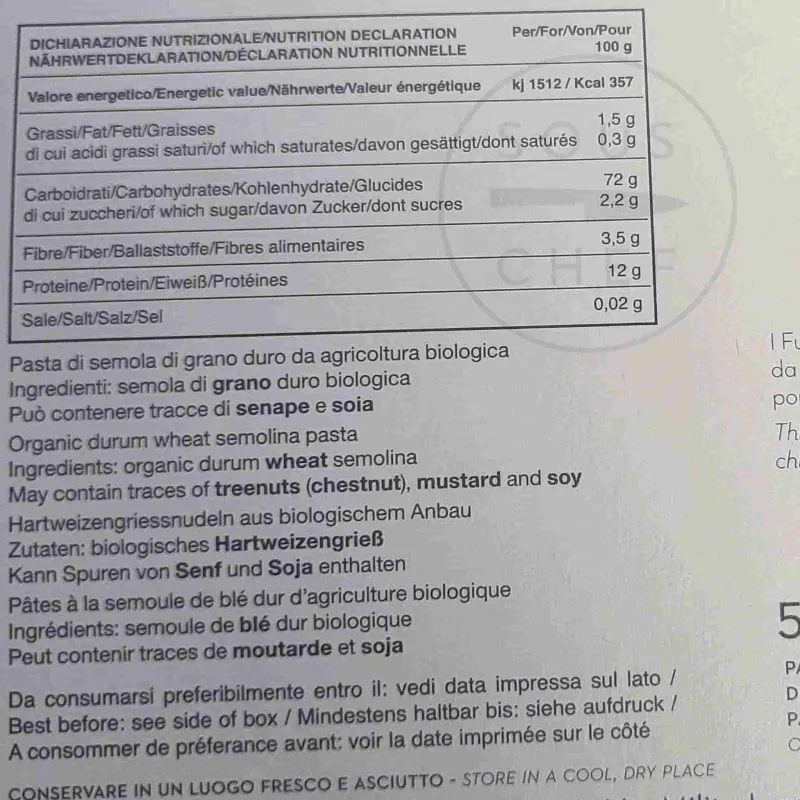 DICHIARAZIONE NUTRIZIONALE/NUTRITION DECLARATION
NÄHRWERTDEKLARATION/DÉCLARATION NUTRITIONNELLE
Per/For/Von/Pour
100 g
Valore energetico/Energetic value/Nährwerte/Valeur énergétique kj 1512 / Kcal 357
Grassi/Fat/Fett/Graisses 1,5 g
di cui acidi grassi saturi/of which saturates/davon gesättigt/dont saturés 0,3 g
Carboidrati/Carbohydrates/Kohlenhydrate/Glucides 72 g
di cui zuccheri/of which sugar/davon Zucker/dont sucres 2,2 g
Fibre/Fiber/Ballaststoffe/Fibres alimentaires 3,5 g
Proteine/Protein/Eiweiß/Protéines 12 g
Sale/Salt/Salz/Sel 0,02 g
SOUS
CHEF
Pasta di semola di grano duro da agricoltura biologica
Ingredienti: semola di grano duro biologica
Può contenere tracce di senape e soia
Organic durum wheat semolina pasta
Ingredients: organic durum wheat semolina
May contain traces of treenuts (chestnut), mustard and soy
Hartweizengriessnudeln aus biologischem Anbau
Zutaten: biologisches Hartweizengrieß
Kann Spuren von Senf und Soja enthalten
Pâtes à la semoule de blé dur d'agriculture biologique
Ingrédients: semoule de blé dur biologique
Peut contenir traces de moutarde et soja
Da consumarsi preferibilmente entro il: vedi data impressa sul lato /
Best before: see side of box / Mindestens haltbar bis: siehe aufdruck /
A consommer de préferance avant: voir la date imprimée sur le côté
CONSERVARE IN UN LUOGO FRESCO E ASCIUTTO - STORE IN A COOL, DRY PLACE
I Fu
da
Th
5